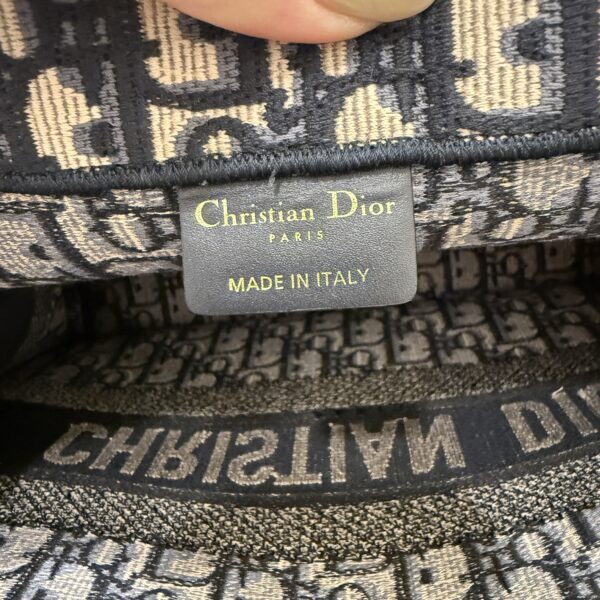 Christian Dior
PARIS
MADE IN ITALY
CHRISTIAN DI